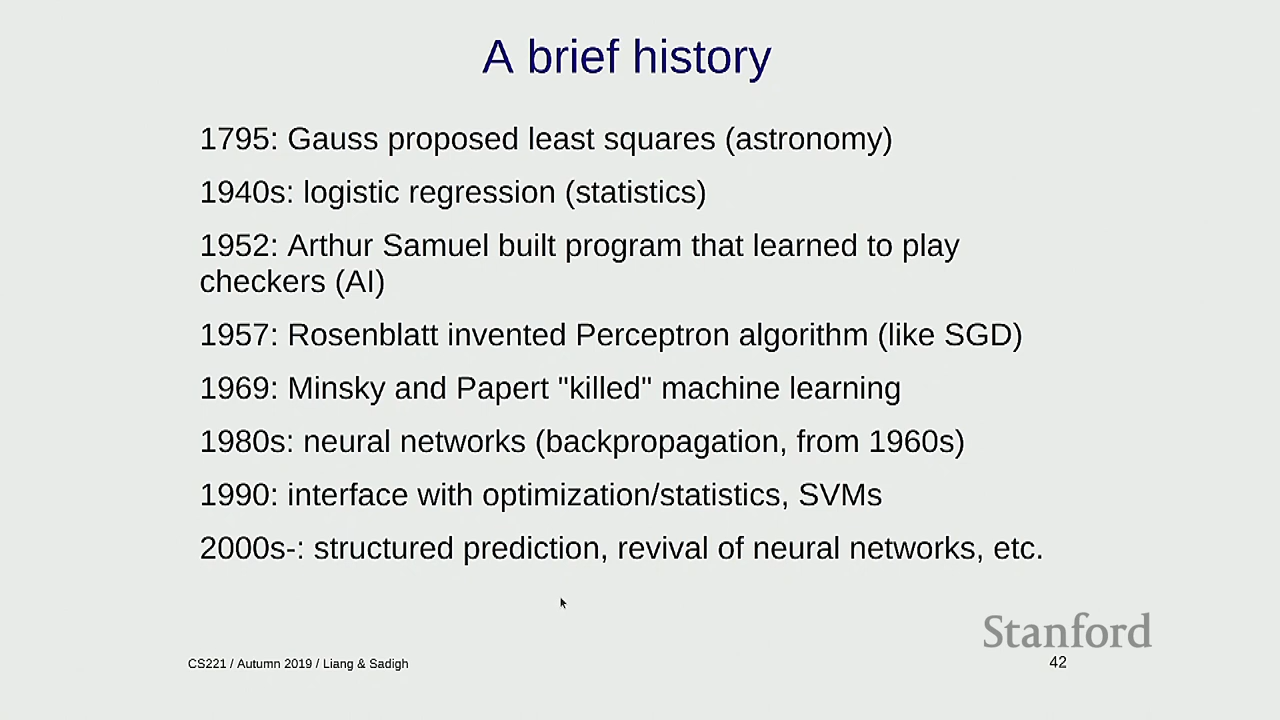 A brief history
1795: Gauss proposed least squares (astronomy)
1940s: logistic regression (statistics)
1952: Arthur Samuel built program that learned to play
checkers (AI)
1957: Rosenblatt invented Perceptron algorithm (like SGD)
1969: Minsky and Papert "killed" machine learning
1980s: neural networks (backpropagation, from 1960s)
1990: interface with optimization/statistics, SVMs
2000s-: structured prediction, revival of neural networks, etc.
Stanford
CS221 / Autumn 2019 / Liang & Sadigh
42